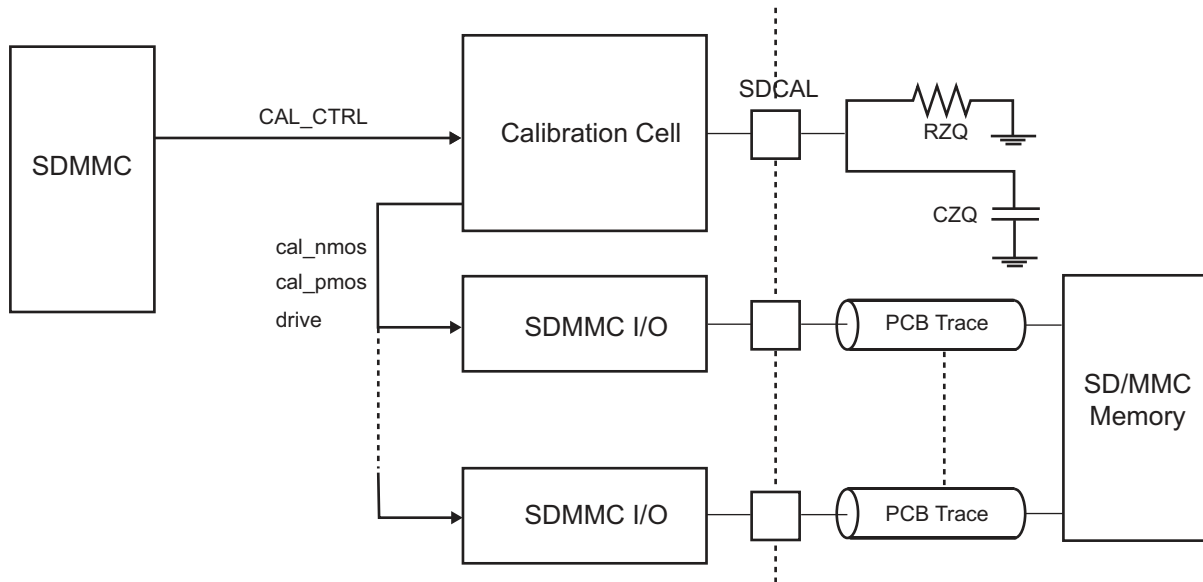 SDMMC
CAL_CTRL
Calibration Cell
SDCAL
RZQ
CZQ
cal_nmos
cal_pmos
drive
SDMMC I/O
PCB Trace
SD/MMC
Memory
SDMMC I/O
PCB Trace